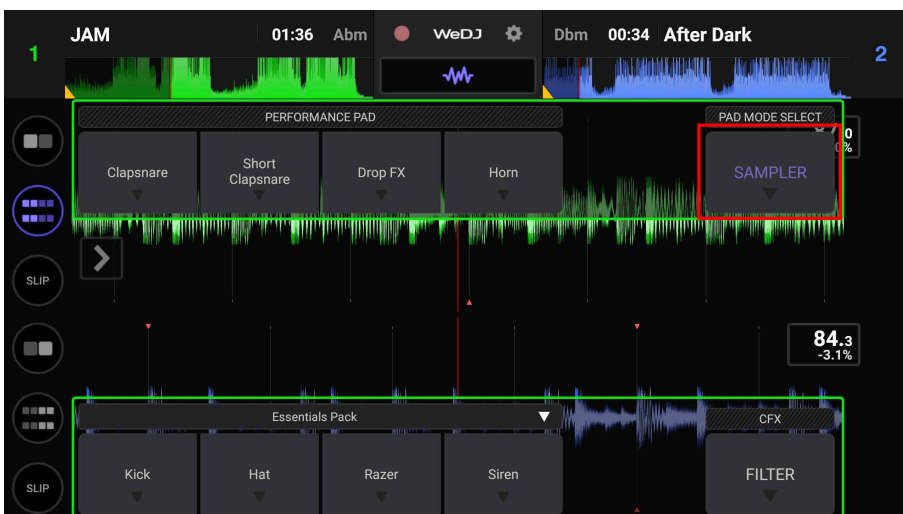 1
JAM
01:36
Abm
WeDJ
Dbm
00:34
After Dark
2
PERFORMANCE PAD
PAD MODE SELECT
Clapsnare
Short
Clapsnare
Drop FX
Horn
SAMPLER
SLIP
84.3
-3.1%
Essentials Pack
CFX
Kick
Hat
Razer
Siren
FILTER
SLIP